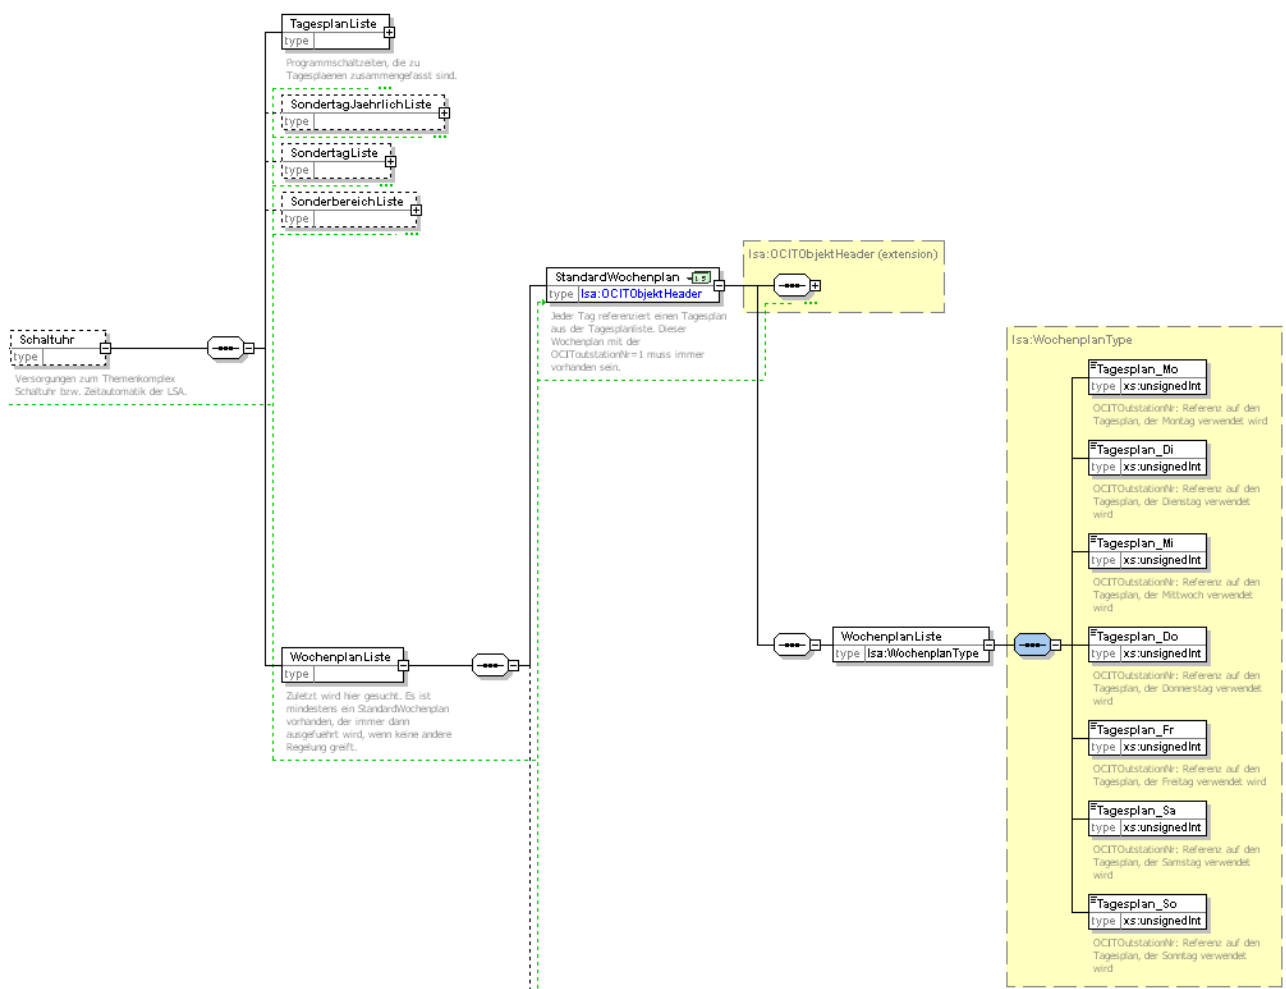 TagesplanListe
type
Programmschaltzeiten, die zu
Tagesplaenen zusammengefasst sind.
SondertagJaehrlichListe
type
SondertagListe
type
SonderbereichListe
type
Schaltuhr
type
Versorgungen zum Themenkomplex
Schaltuhr bzw. Zeitautomatik der LSA.
WochenplanListe
type
Zuletzt wird hier gesucht. Es ist
mindestens ein StandardWochenplan
vorhanden, der immer dann
ausgefuehrt wird, wenn keine andere
Regelung greift.
StandardWochenplan
type lsa:OCITObjektHeader
Jeder Tag referenziert einen Tagesplan
aus der Tagesplanliste. Dieser
Wochenplan mit der
OCIToutstationNr=1 muss immer
vorhanden sein.
lsa:OCITObjektHeader (extension)
WochenplanListe
type lsa:WochenplanType
lsa:WochenplanType
Tagesplan_Mo
type xs:unsignedInt
OCITOutstationNr: Referenz auf den
Tagesplan, der Montag verwendet wird
Tagesplan_Di
type xs:unsignedInt
OCITOutstationNr: Referenz auf den
Tagesplan, der Dienstag verwendet
wird
Tagesplan_Mi
type xs:unsignedInt
OCITOutstationNr: Referenz auf den
Tagesplan, der Mittwoch verwendet
wird
Tagesplan_Do
type xs:unsignedInt
OCITOutstationNr: Referenz auf den
Tagesplan, der Donnerstag verwendet
wird
Tagesplan_Fr
type xs:unsignedInt
OCITOutstationNr: Referenz auf den
Tagesplan, der Freitag verwendet wird
Tagesplan_Sa
type xs:unsignedInt
OCITOutstationNr: Referenz auf den
Tagesplan, der Samstag verwendet
wird
Tagesplan_So
type xs:unsignedInt
OCITOutstationNr: Referenz auf den
Tagesplan, der Sonntag verwendet
wird